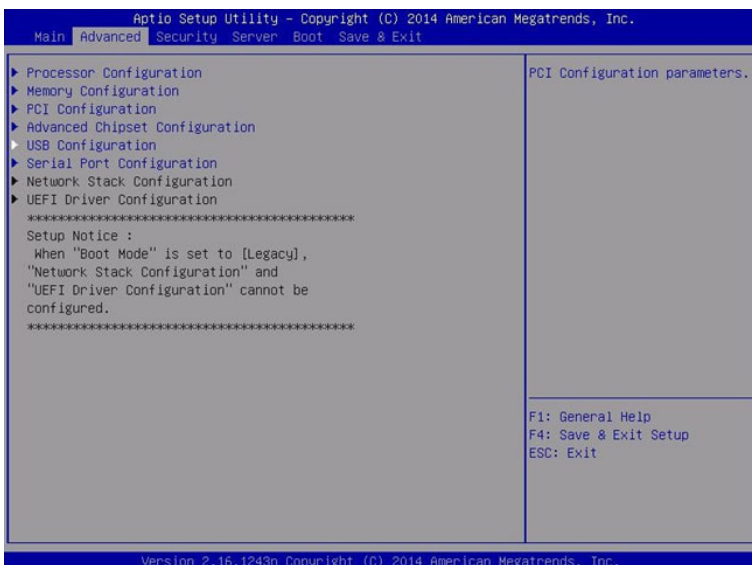 Aptio Setup Utility – Copyright (C) 2014 American Megatrends, Inc.
Main Advanced Security Server Boot Save & Exit
Processor Configuration
Memory Configuration
PCI Configuration
Advanced Chipset Configuration
USB Configuration
Serial Port Configuration
Network Stack Configuration
UEFI Driver Configuration
**********************************************
Setup Notice :
When "Boot Mode" is set to [Legacy],
"Network Stack Configuration" and
"UEFI Driver Configuration" cannot be
configured.
**********************************************
PCI Configuration parameters.
F1: General Help
F4: Save & Exit Setup
ESC: Exit
Version 2.16.1243n Copyright (C) 2014 American Megatrends, Inc.